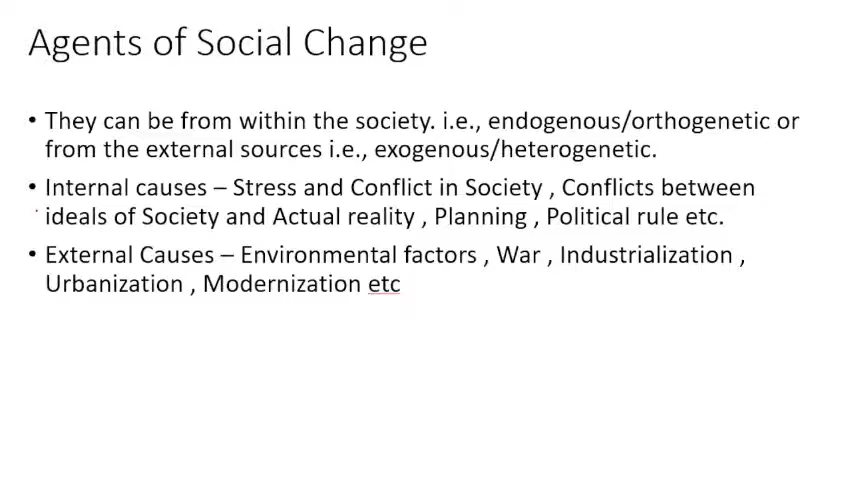 Agents of Social Change
• They can be from within the society. i.e., endogenous/orthogenetic or
from the external sources i.e., exogenous/heterogenetic.
• Internal causes – Stress and Conflict in Society , Conflicts between
ideals of Society and Actual reality , Planning , Political rule etc.
• External Causes – Environmental factors , War , Industrialization ,
Urbanization , Modernization etc